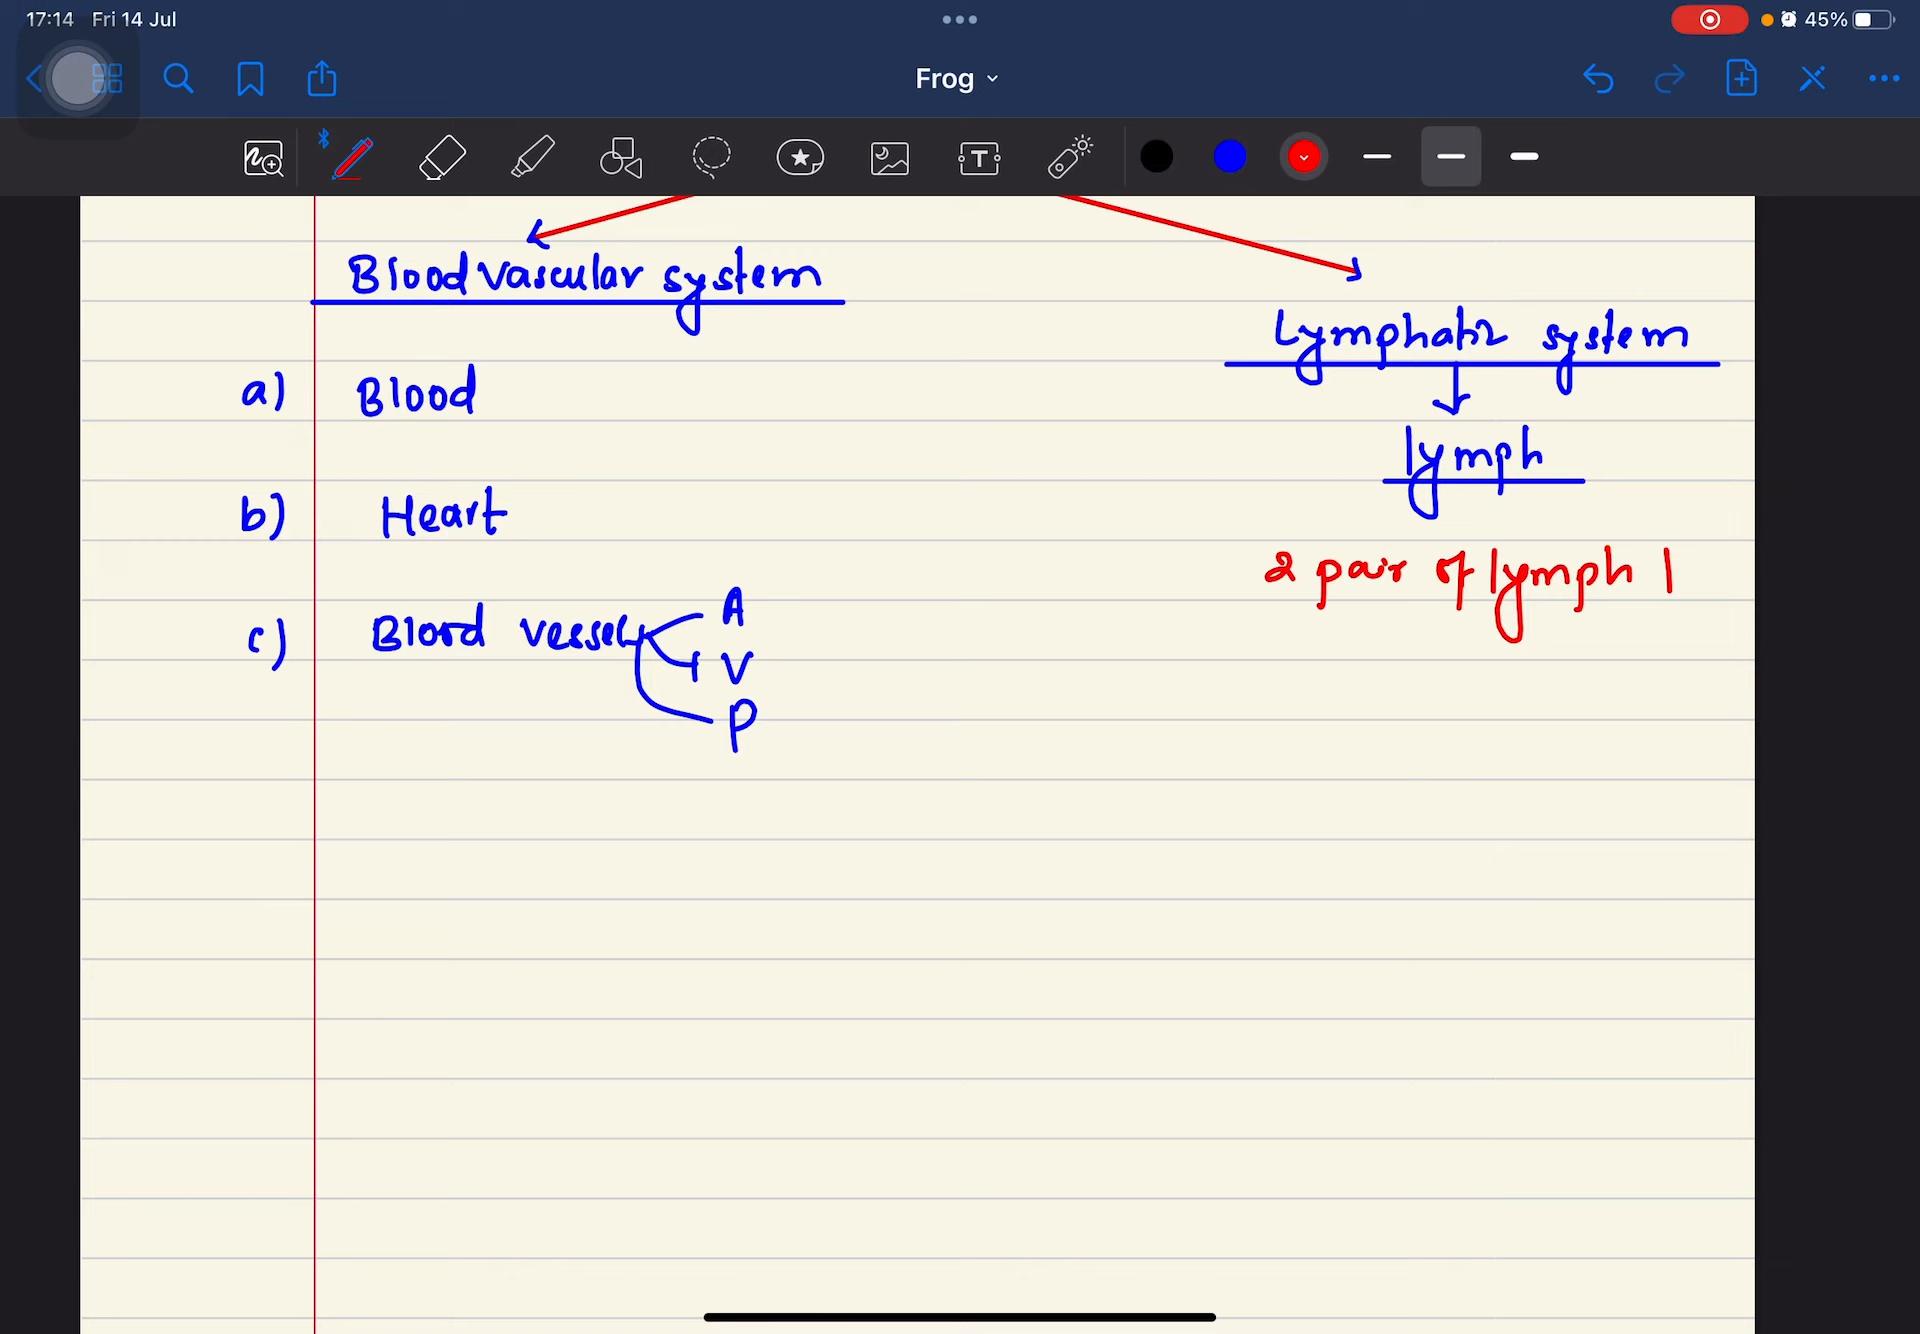 17:14 Fri 14 Jul
45%
Frog
T
Blood vascular system
Lymphatic system
a) Blood
lymph
b) Heart
2 pair of lymph l
c) Blood vessels
A
V
P